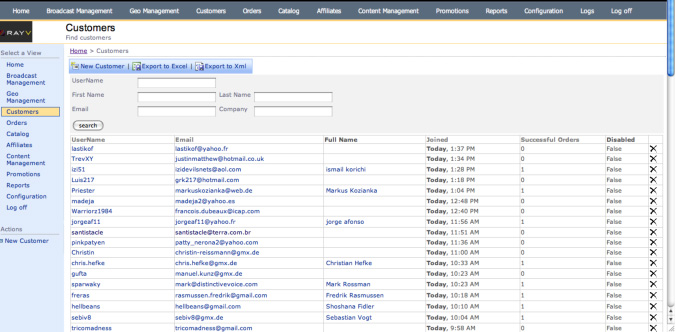 Home Broadcast Management Geo Management Customers Orders Catalog Affiliates Content Management Promotions Reports Configuration Logs Log off
RAYV
Customers
Find customers
Select a View
Home
Broadcast Management
Geo Management
Customers
Orders
Catalog
Affiliates
Content Management
Promotions
Reports
Configuration
Log off
Actions
New Customer
Home > Customers
New Customer | Export to Excel | Export to Xml
UserName
First Name Last Name
Email Company
search
UserName Email Full Name Joined Successful Orders Disabled
lastikof lastikof@yahoo.fr Today, 1:37 PM 0 False
TrevXY justinmatthew@hotmail.co.uk Today, 1:34 PM 0 False
izi51 izidevilsnets@aol.com ismail korichi Today, 1:28 PM 1 False
Luis217 grk217@hotmail.com Today, 1:18 PM 0 False
Priester markuskozianka@web.de Markus Kozianka Today, 1:04 PM 1 False
madeja madeja2@yahoo.es Today, 12:48 PM 0 False
Warriorz1984 francois.dubeaux@icap.com Today, 12:40 PM 0 False
jorgeaf11 jorgeaf11@yahoo.fr jorge afonso Today, 11:56 AM 1 False
santistacle santistacle@terra.com.br Today, 11:51 AM 1 False
pinkpatyen patty_nerona2@yahoo.com Today, 11:36 AM 0 False
Christin christin-reissmann@gmx.de Today, 11:00 AM 0 False
chris.hefke chris.hefke@gmx.de Christian Hefke Today, 10:33 AM 1 False
gufta manuel.kunz@gmx.de Today, 10:23 AM 0 False
sparwaky mark@distinctivevoice.com Mark Rossman Today, 10:23 AM 1 False
freras rasmussen.fredrik@gmail.com Fredrik Rasmussen Today, 10:18 AM 1 False
hellbeans hellbeans@gmail.com Shoshana Fidler Today, 10:10 AM 1 False
sebiv8 sebiv8@gmx.de Sebastian Vogt Today, 10:04 AM 1 False
tricomadness tricomadness@gmail.com Today, 9:58 AM 0 False